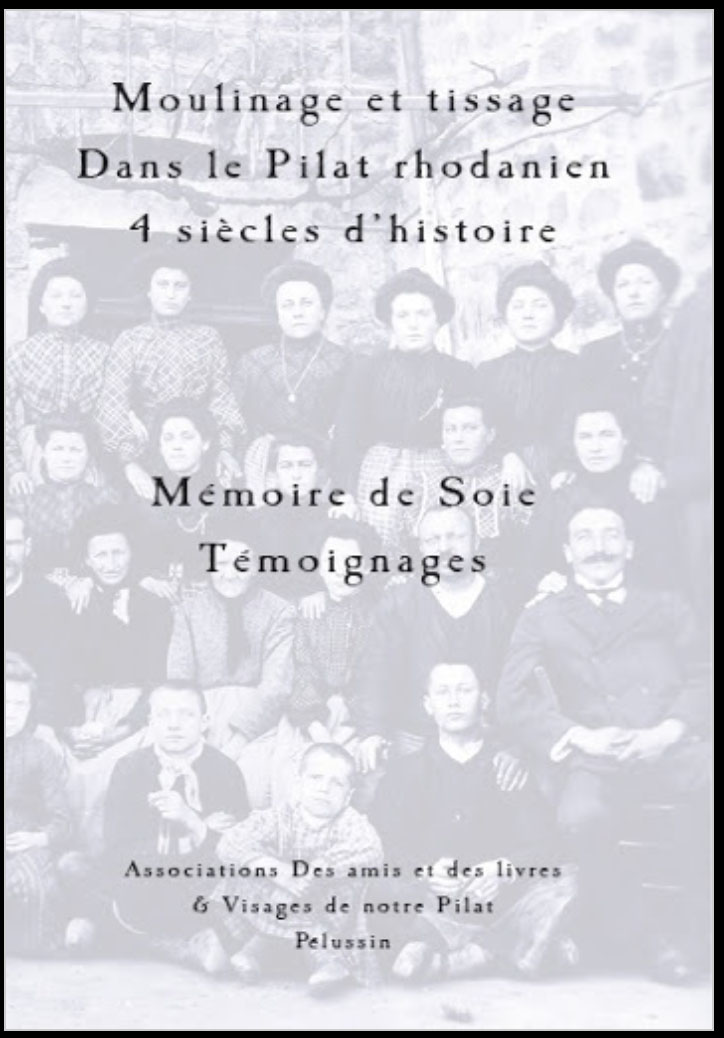 Moulinage et tissage
Dans le Pilat rhodanien
4 siècles d'histoire
Mémoire de Soie
Témoignages
Associations Des amis et des livres
& Visages de notre Pilat
Pélussin